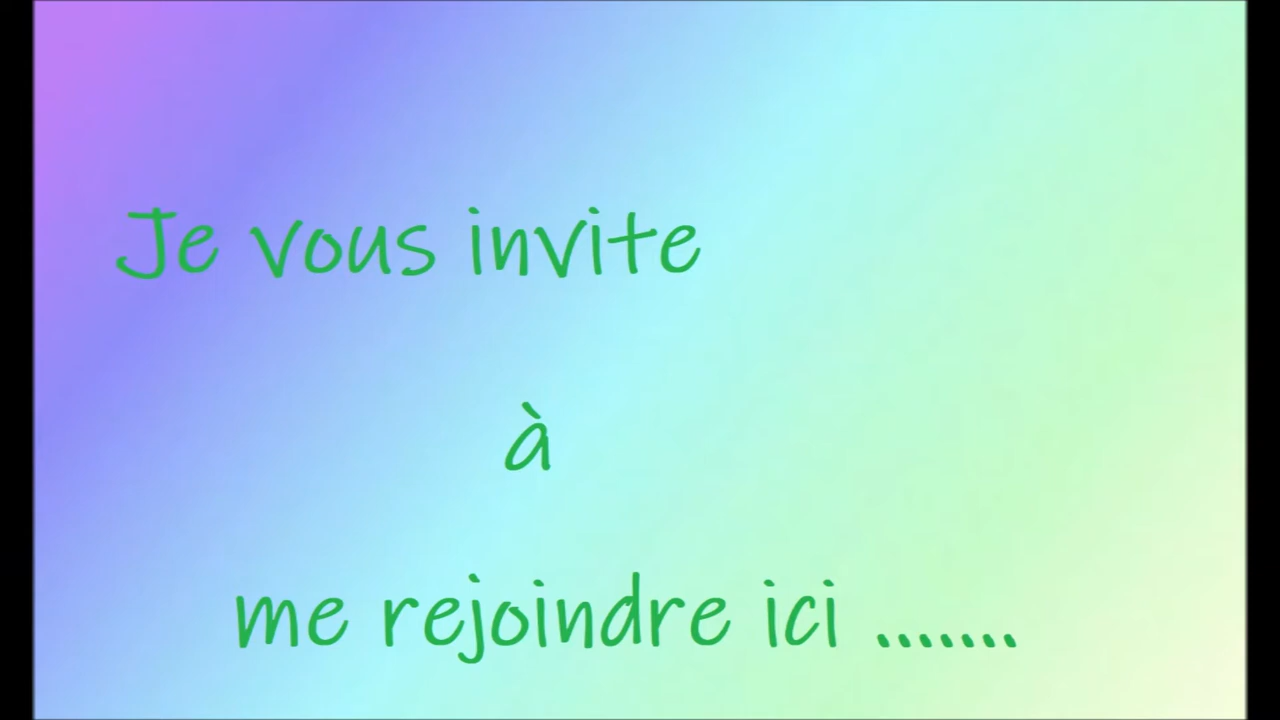 Je vous invite
à
me rejoindre ici .......